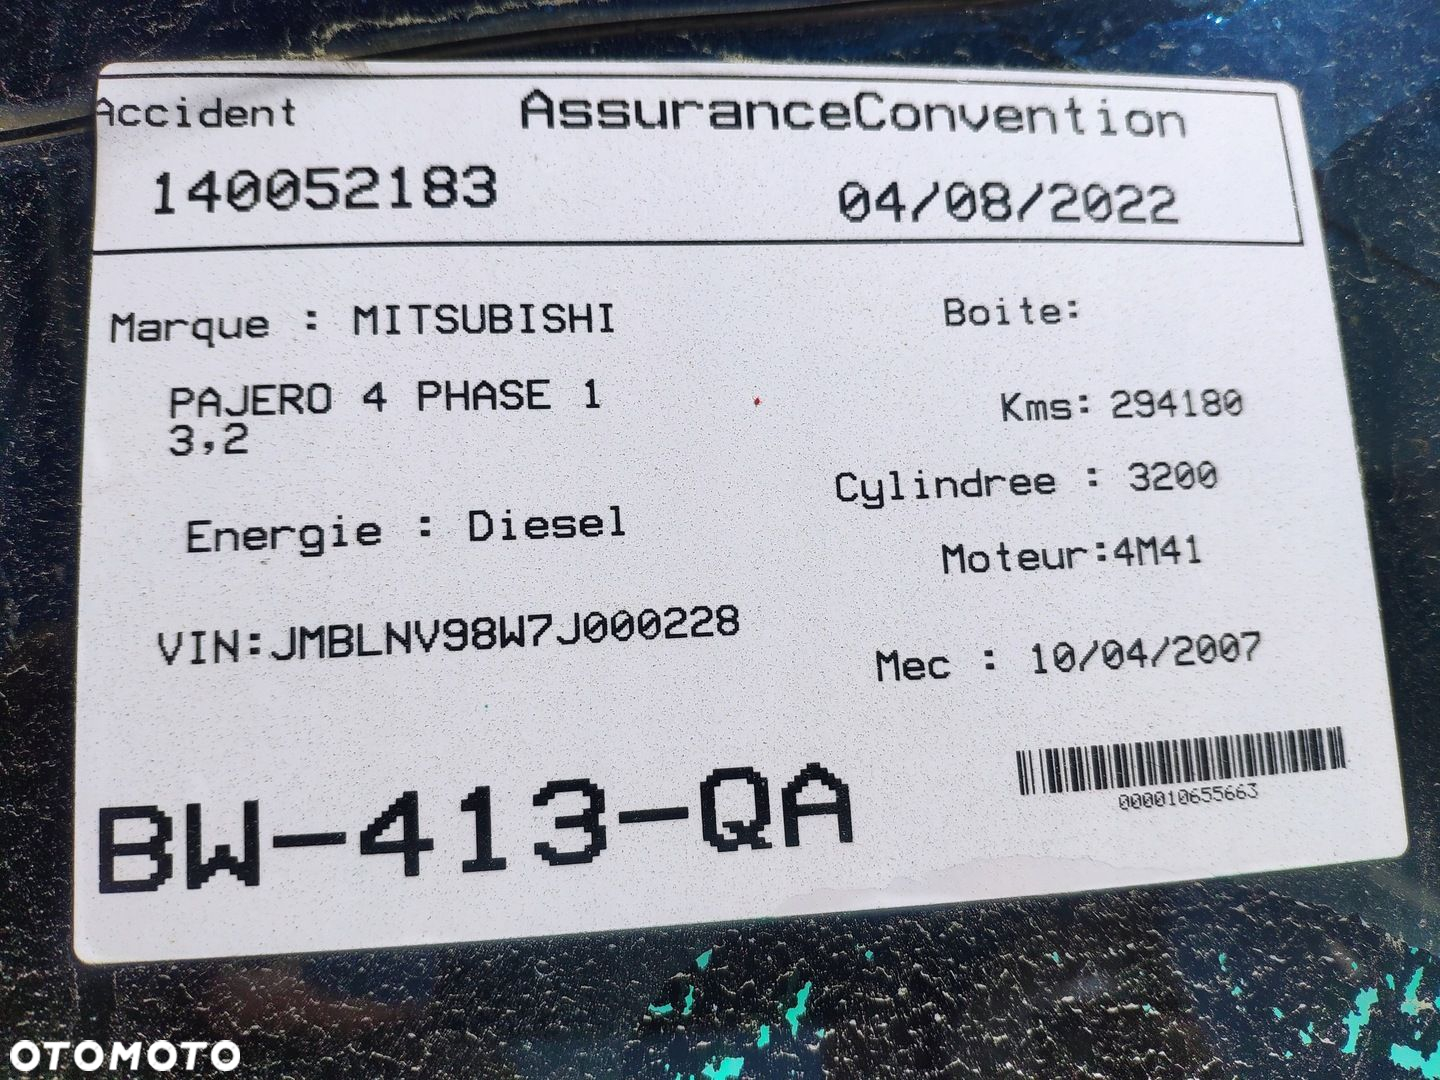 Accident AssuranceConvention
140052183 04/08/2022
Marque : MITSUBISHI Boite:
PAJERO 4 PHASE 1
3,2
Kms: 294180
Cylindree : 3200
Energie : Diesel
Moteur:4M41
VIN:JMBLNV98W7J000228
Mec : 10/04/2007
BW-413-QA
000010655663
OTOMOTO